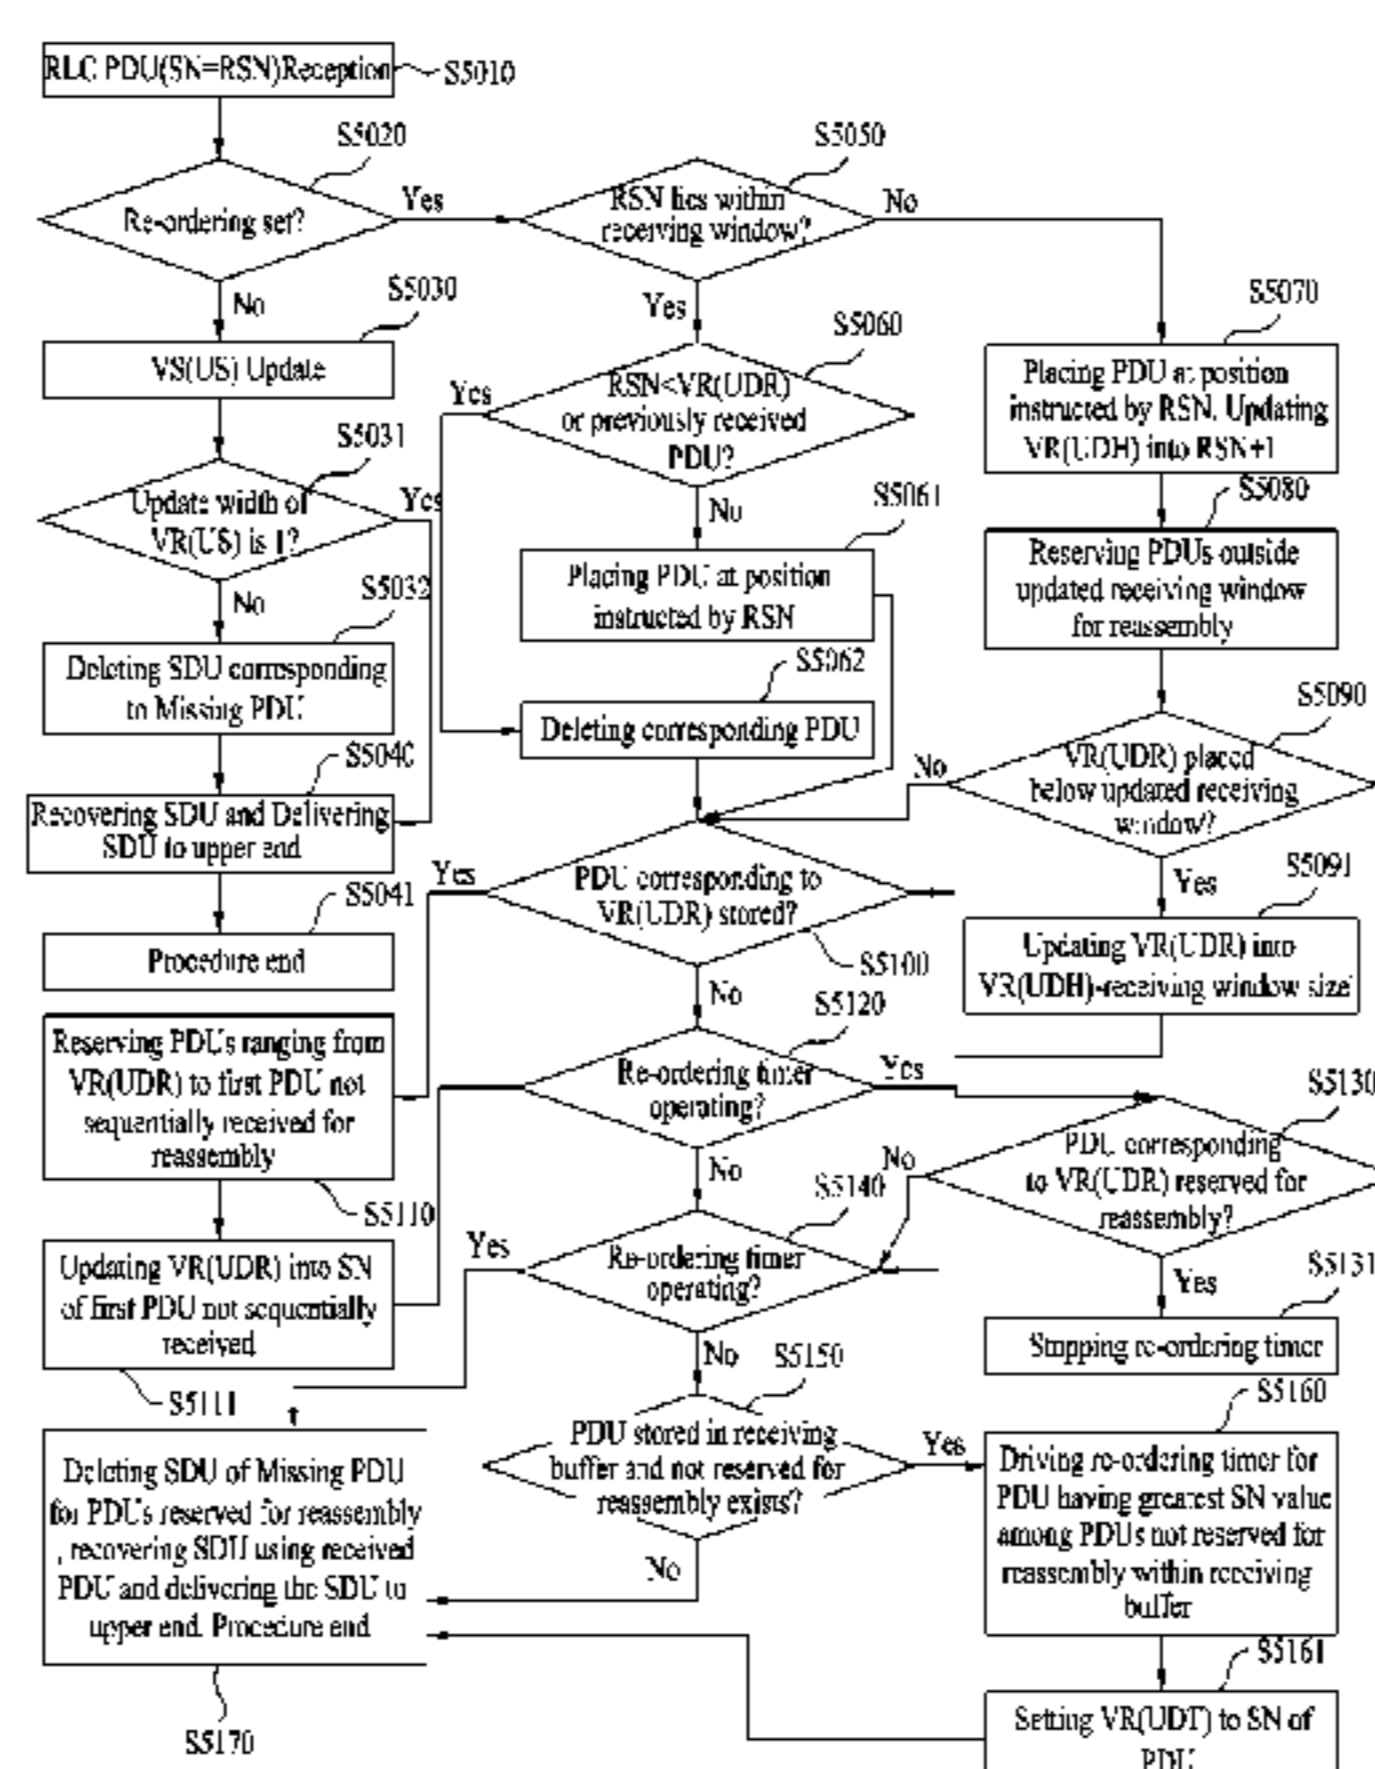 RLC PDU(SN=RSN)Reception
S5010
S5020
Re-ordering set?
Yes
No
S5050
RSN lies within
receiving window?
No
Yes
S5030
VS(US) Update
S5031
Update width of
VR(US) is 1?
Yes
No
S5032
Deleting SDU corresponding
to Missing PDU
S5040
Recovering SDU and Delivering
SDU to upper end
S5041
Procedure end
S5060
RSN<VR(UDR)
or previously received
PDU?
Yes
No
S5061
Placing PDU at position
instructed by RSN
S5062
Deleting corresponding PDU
S5070
Placing PDU at position
instructed by RSN. Updating
VR(UDH) into RSN+1
S5080
Reserving PDUs outside
updated receiving window
for reassembly
S5090
VR(UDR) placed
below updated receiving
window?
No
Yes
S5091
Updating VR(UDR) into
VR(UDH)-receiving window size
PDU corresponding to
VR(UDR) stored?
Yes
S5100
No
Reserving PDUs ranging from
VR(UDR) to first PDU not
sequentially received for
reassembly
S5110
Updating VR(UDR) into SN
of first PDU not sequentially
received
S5111
S5120
Re-ordering timer
operating?
Yes
No
S5130
PDU corresponding
to VR(UDR) reserved for
reassembly?
No
Yes
S5131
Stopping re-ordering timer
S5140
Re-ordering timer
operating?
Yes
No
S5150
PDU stored in receiving
buffer and not reserved for
reassembly exists?
Yes
No
S5160
Driving re-ordering timer for
PDU having greatest SN value
among PDUs not reserved for
reassembly within receiving
buffer
S5161
Setting VR(UDT) to SN of
PDU
Deleting SDU of Missing PDU
for PDUs reserved for reassembly
, recovering SDU using received
PDU and delivering the SDU to
upper end. Procedure end
S5170